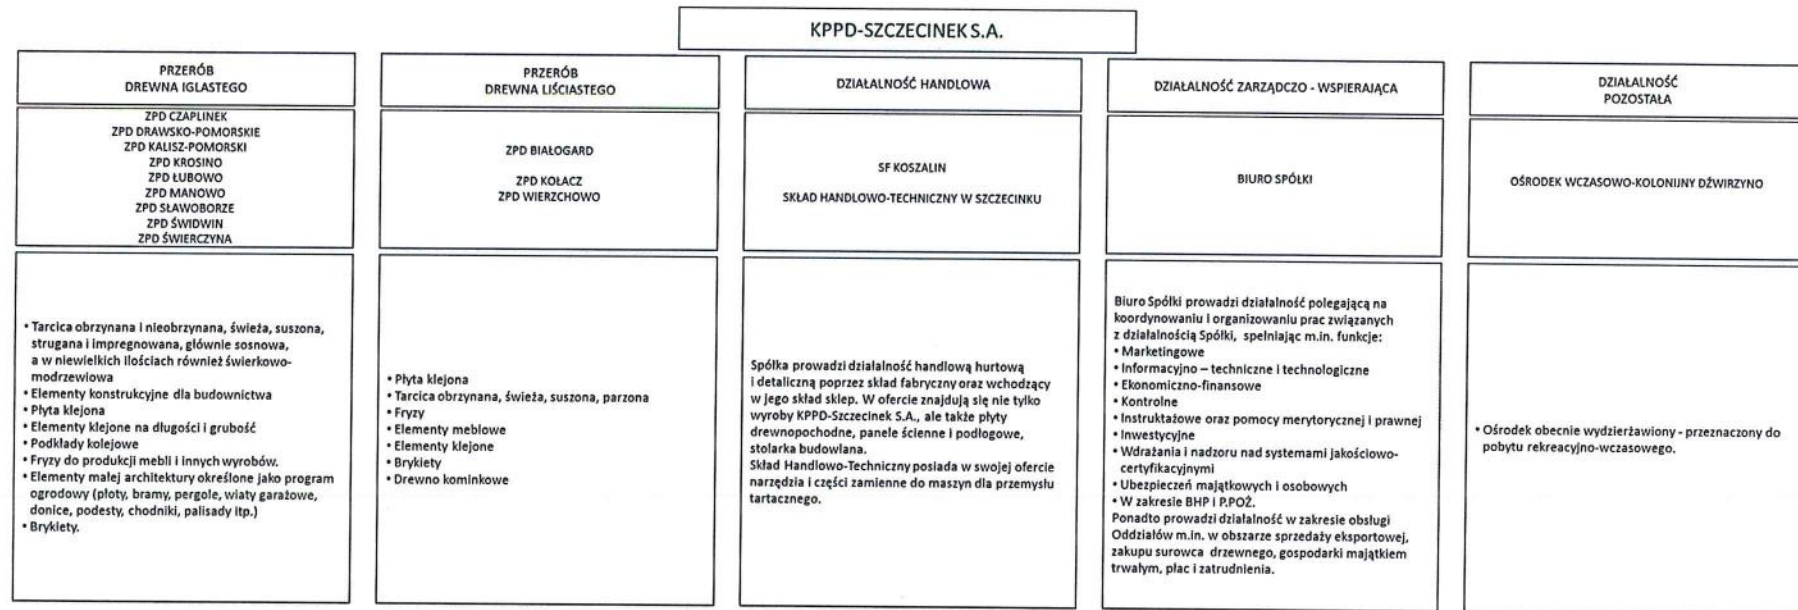 KPPD-SZCZECINEK S.A.
PRZERÓB
DREWNA IGLASTEGO
ZPD CZAPLINEK
ZPD DRAWSKO-POMORSKIE
ZPD KALISZ-POMORSKI
ZPD KROSINO
ZPD ŁUBOWO
ZPD MANOWO
ZPD SŁAWOBORZE
ZPD ŚWIDWIN
ZPD ŚWIERCZYNA
• Tarcica obrzynana i nieobrzynana, świeża, suszona,
strugana i impregnowana, głównie sosnowa,
a w niewielkich ilościach również świerkowo-
modrzewiowa
• Elementy konstrukcyjne dla budownictwa
• Płyta klejona
• Elementy klejone na długości i grubość
• Podkłady kolejowe
• Fryzy do produkcji mebli i innych wyrobów.
• Elementy małej architektury określone jako program
ogrodowy (płoty, bramy, pergole, wiaty garażowe,
donice, podesty, chodniki, palisady itp.)
• Brykiety.
PRZERÓB
DREWNA LIŚCIASTEGO
ZPD BIAŁOGARD
ZPD KOŁACZ
ZPD WIERZCHOWO
• Płyta klejona
• Tarcica obrzynana, świeża, suszona, parzona
• Fryzy
• Elementy meblowe
• Elementy klejone
• Brykiety
• Drewno kominkowe
DZIAŁALNOŚĆ HANDLOWA
SF KOSZALIN
SKŁAD HANDLOWO-TECHNICZNY W SZCZECINKU
Spółka prowadzi działalność handlową hurtową
i detaliczną poprzez skład fabryczny oraz wchodzący
w jego skład sklep. W ofercie znajdują się nie tylko
wyroby KPPD-Szczecinek S.A., ale także płyty
drewnopochodne, panele ścienne i podłogowe,
stolarka budowlana.
Skład Handlowo-Techniczny posiada w swojej ofercie
narzędzia i części zamienne do maszyn dla przemysłu
tartacznego.
DZIAŁALNOŚĆ ZARZĄDCZO - WSPIERAJĄCA
BIURO SPÓŁKI
Biuro Spółki prowadzi działalność polegającą na
koordynowaniu i organizowaniu prac związanych
z działalnością Spółki, spełniając m.in. funkcje:
• Marketingowe
• Informacyjno – techniczne i technologiczne
• Ekonomiczno-finansowe
• Kontrolne
• Instruktażowe oraz pomocy merytorycznej i prawnej
• Inwestycyjne
• Wdrażania i nadzoru nad systemami jakościowo-
certyfikacyjnymi
• Ubezpieczeń majątkowych i osobowych
• W zakresie BHP i P.POŻ.
Ponadto prowadzi działalność w zakresie obsługi
Oddziałów m.in. w obszarze sprzedaży eksportowej,
zakupu surowca drzewnego, gospodarki majątkiem
trwałym, płac i zatrudnienia.
DZIAŁALNOŚĆ
POZOSTAŁA
OŚRODEK WCZASOWO-KOLONIJNY DŹWIRZYNO
• Ośrodek obecnie wydzierżawiony - przeznaczony do
pobytu rekreacyjno-wczasowego.